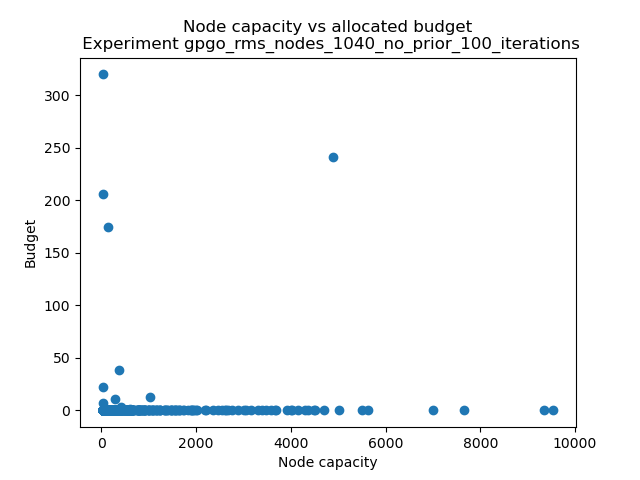 Node capacity vs allocated budget
Experiment gpgo_rms_nodes_1040_no_prior_100_iterations
300
250
200
150
100
50
0
Budget
0 2000 4000 6000 8000 10000
Node capacity